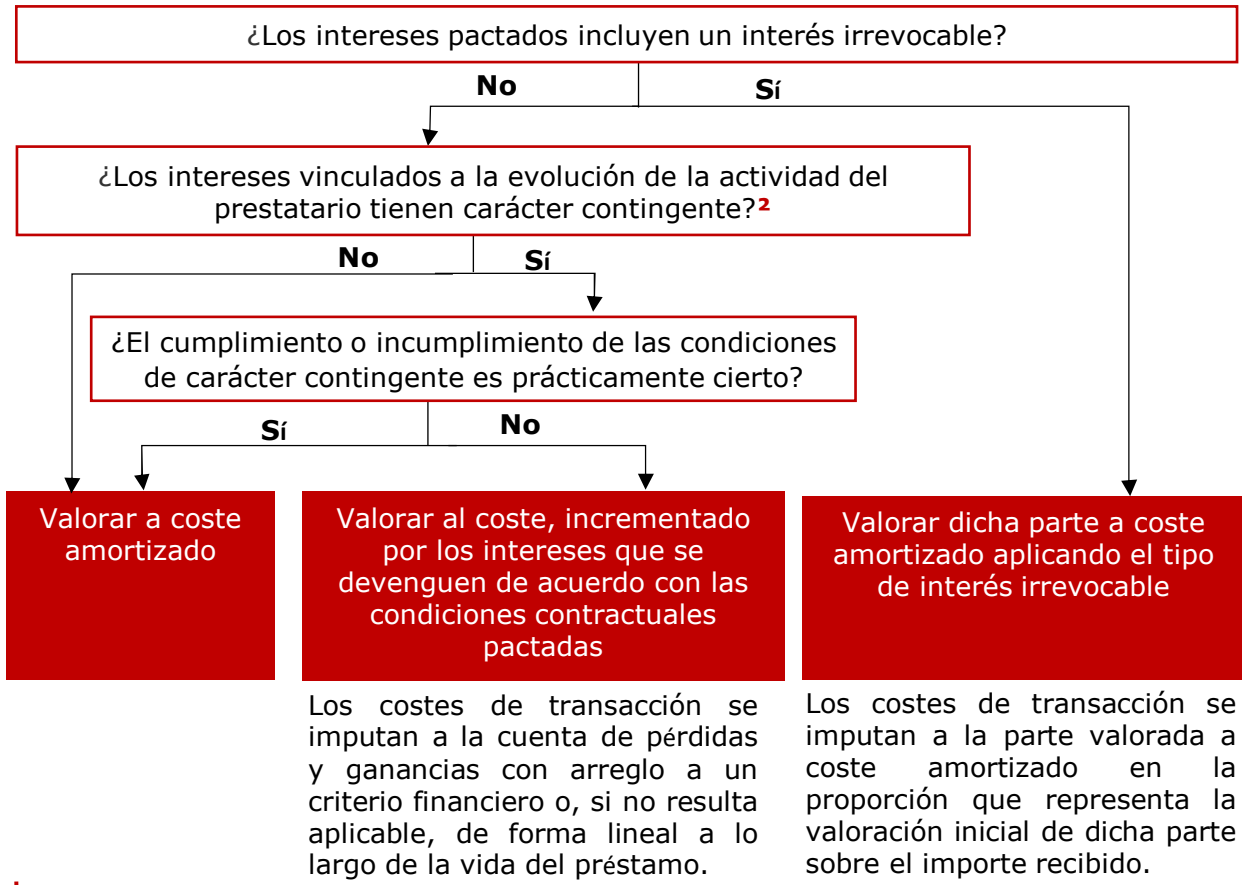 ¿Los intereses pactados incluyen un interés irrevocable?
No
Sí
¿Los intereses vinculados a la evolución de la actividad del
prestatario tienen carácter contingente?²
No
Sí
¿El cumplimiento o incumplimiento de las condiciones
de carácter contingente es prácticamente cierto?
Sí
No
Valorar a coste
amortizado
Valorar al coste, incrementado
por los intereses que se
devenguen de acuerdo con las
condiciones contractuales
pactadas
Valorar dicha parte a coste
amortizado aplicando el tipo
de interés irrevocable
Los costes de transacción se
imputan a la cuenta de pérdidas
y ganancias con arreglo a un
criterio financiero o, si no resulta
aplicable, de forma lineal a lo
largo de la vida del préstamo.
Los costes de transacción se
imputan a la parte valorada a
coste amortizado en la
proporción que representa la
valoración inicial de dicha parte
sobre el importe recibido.